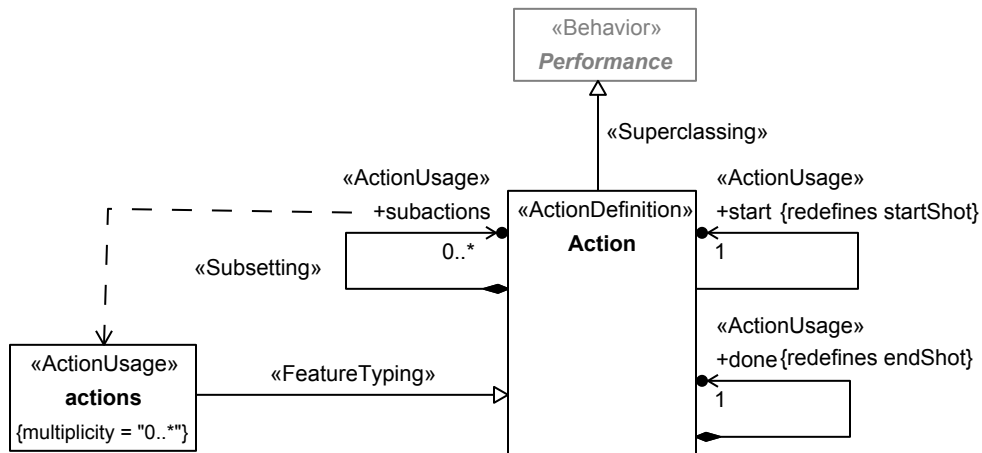 «Behavior»
Performance
«Superclassing»
«ActionUsage»
+subactions
0..*
«Subsetting»
«ActionDefinition»
Action
«ActionUsage»
+start {redefines startShot}
1
«ActionUsage»
+done {redefines endShot}
1
«ActionUsage»
actions
{multiplicity = "0..*"}
«FeatureTyping»